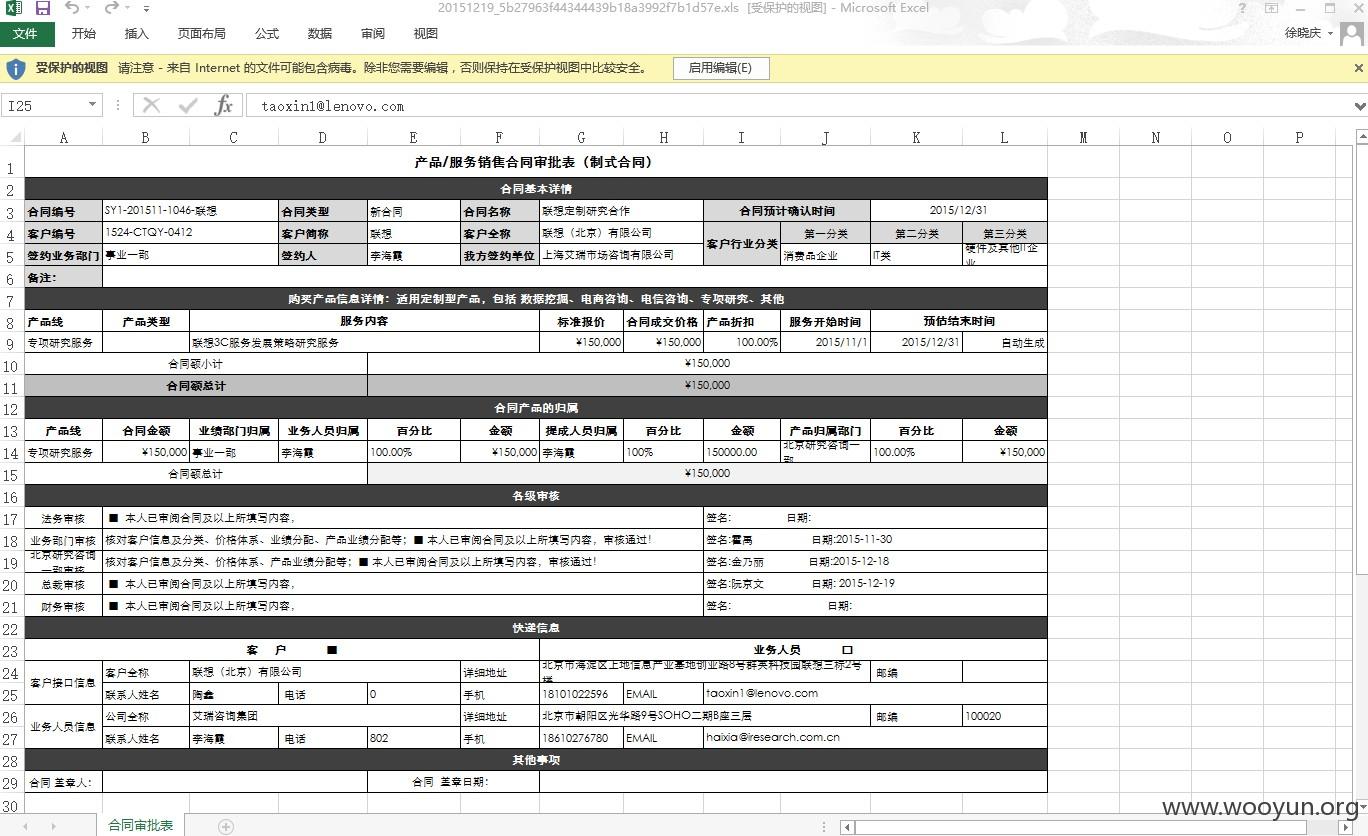 20151219_5b27963f44344439b18a3992f7b1d57e.xls [受保护的视图] - Microsoft Excel
文件 开始 插入 页面布局 公式 数据 审阅 视图 徐晓庆
受保护的视图 请注意 - 来自 Internet 的文件可能包含病毒。除非您需要编辑，否则保持在受保护视图中比较安全。 启用编辑(E)
I25 fx taoxin1@lenovo.com
A B C D E F G H I J K L M N O P
1 产品/服务销售合同审批表（制式合同）
2 合同基本详情
3 合同编号 SY1-201511-1046-联想 合同类型 新合同 合同名称 联想定制研究合作 合同预计确认时间 2015/12/31
4 客户编号 1524-CTQY-0412 客户简称 联想 客户全称 联想（北京）有限公司 客户行业分类 第一分类 第二分类 第三分类
5 签约业务部门 事业一部 签约人 李海霞 我方签约单位 上海艾瑞市场咨询有限公司 消费品企业 IT类 硬件及其他IT企业
6 备注：
7 购买产品信息详情：适用定制型产品，包括 数据挖掘、电商咨询、电信咨询、专项研究、其他
8 产品线 产品类型 服务内容 标准报价 合同成交价格 产品折扣 服务开始时间 预估结束时间
9 专项研究服务 联想3C服务发展策略研究服务 ¥150,000 ¥150,000 100.00% 2015/11/1 2015/12/31 自动生成
10 合同额小计 ¥150,000
11 合同额总计 ¥150,000
12 合同产品的归属
13 产品线 合同金额 业绩部门归属 业务人员归属 百分比 金额 提成人员归属 百分比 金额 产品归属部门 百分比 金额
14 专项研究服务 ¥150,000 事业一部 李海霞 100.00% ¥150,000 李海霞 100% 150000.00 北京研究咨询一部 100.00% ¥150,000
15 合同额总计 ¥150,000
16 各级审核
17 法务审核 ■ 本人已审阅合同及以上所填写内容， 签名： 日期：
18 业务部门审核 核对客户信息及分类、价格体系、业绩分配、产品业绩分配等；■ 本人已审阅合同及以上所填写内容，审核通过！ 签名:霍禹 日期:2015-11-30
19 北京研究咨询一部审核 核对客户信息及分类、价格体系、产品业绩分配等；■ 本人已审阅合同及以上所填写内容，审核通过！ 签名:金乃丽 日期:2015-12-18
20 总裁审核 ■ 本人已审阅合同及以上所填写内容， 签名:阮京文 日期: 2015-12-19
21 财务审核 ■ 本人已审阅合同及以上所填写内容， 签名： 日期：
22 快递信息
23 客 户 ■ 业务人员 □
24 客户接口信息 客户全称 联想（北京）有限公司 详细地址 北京市海淀区上地信息产业基地创业路8号群英科技园联想三标2号楼 邮编
25 联系人姓名 陶鑫 电话 0 手机 18101022596 EMAIL taoxin1@lenovo.com
26 业务人员信息 公司全称 艾瑞咨询集团 详细地址 北京市朝阳区光华路9号SOHO二期B座三层 邮编 100020
27 联系人姓名 李海霞 电话 802 手机 18610276780 EMAIL haixia@iresearch.com.cn
28 其他事项
29 合同 盖章人： 合同 盖章日期：
30
合同审批表
www.wooyun.org